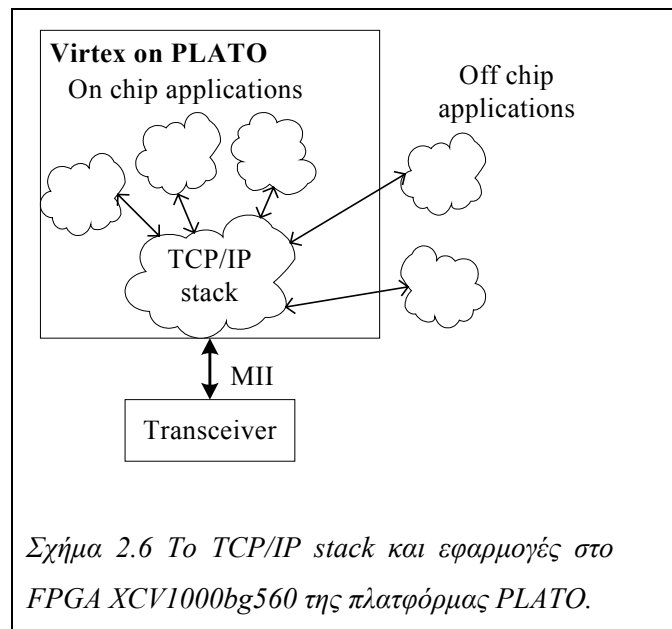 Virtex on PLATO
On chip applications
Off chip
applications
TCP/IP
stack
MII
Transceiver
Σχήμα 2.6 Το TCP/IP stack και εφαρμογές στο
FPGA XCV1000bg560 της πλατφόρμας PLATO.